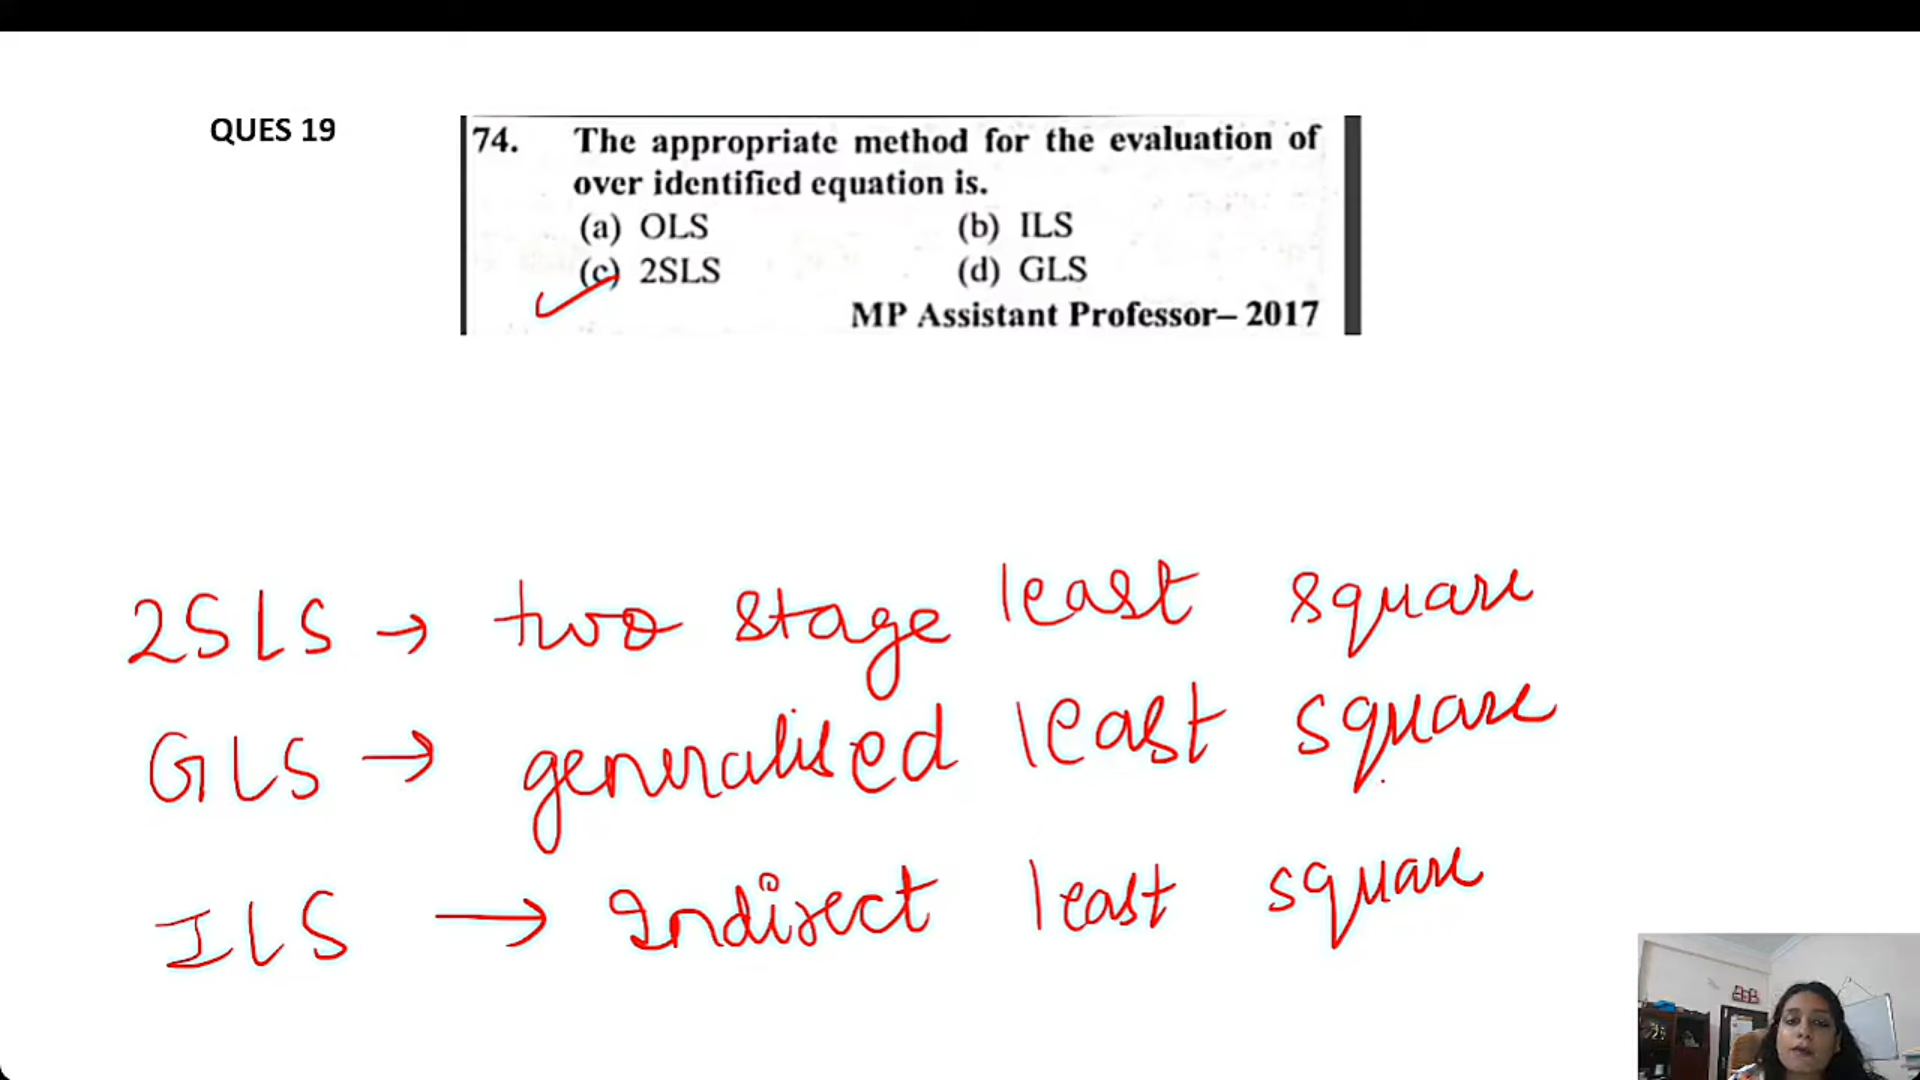 QUES 19
74. The appropriate method for the evaluation of
over identified equation is.
(a) OLS (b) ILS
(c) 2SLS (d) GLS
MP Assistant Professor– 2017
2SLS → two stage least square
GLS → generalised least square
ILS → Indirect least square